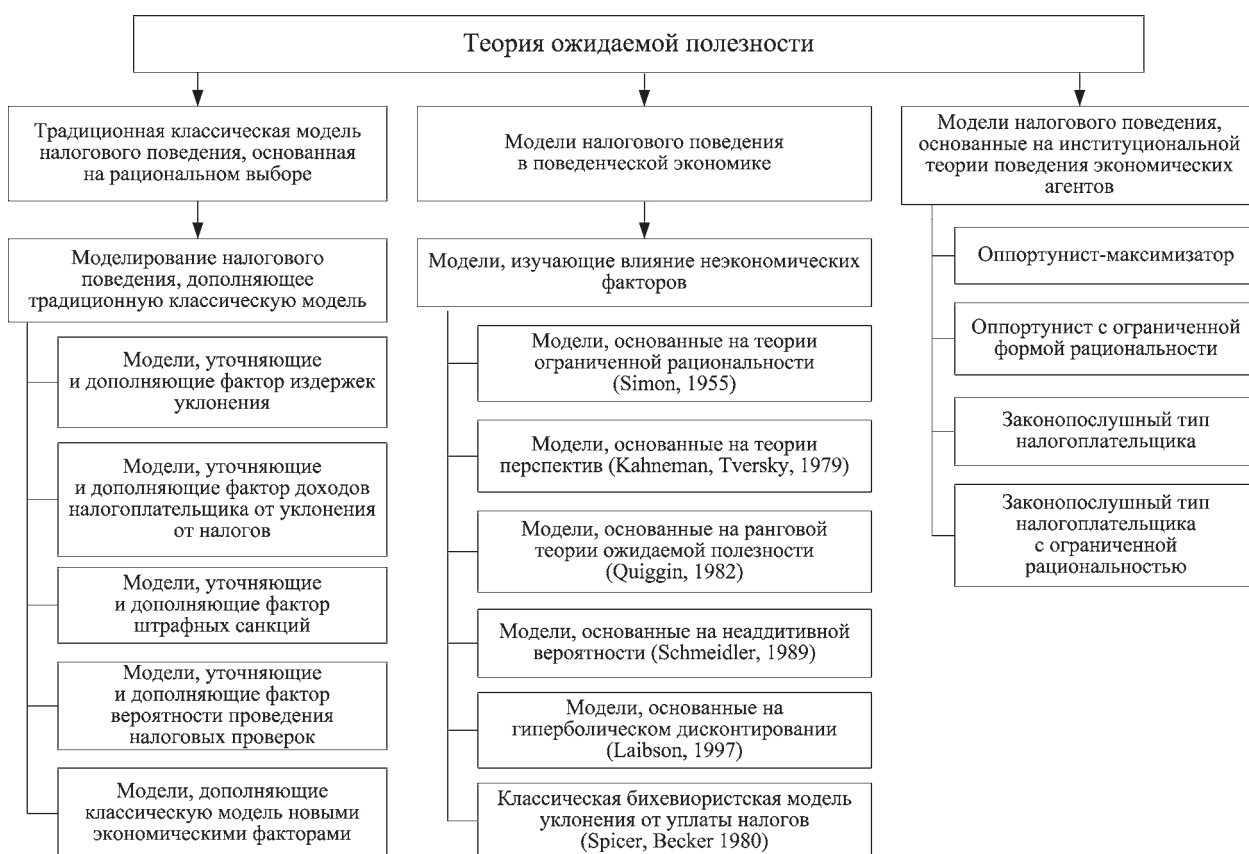 Теория ожидаемой полезности
Традиционная классическая модель
налогового поведения, основанная
на рациональном выборе
Моделирование налогового
поведения, дополняющее
традиционную классическую модель
Модели, уточняющие
и дополняющие фактор издержек
уклонения
Модели, уточняющие
и дополняющие фактор доходов
налогоплательщика от уклонения
от налогов
Модели, уточняющие
и дополняющие фактор
штрафных санкций
Модели, уточняющие
и дополняющие фактор
вероятности проведения
налоговых проверок
Модели, дополняющие
классическую модель новыми
экономическими факторами
Модели налогового поведения
в поведенческой экономике
Модели, изучающие влияние неэкономических
факторов
Модели, основанные на теории
ограниченной рациональности
(Simon, 1955)
Модели, основанные на теории
перспектив (Kahneman, Tversky, 1979)
Модели, основанные на ранговой
теории ожидаемой полезности
(Quiggin, 1982)
Модели, основанные на неаддитивной
вероятности (Schmeidler, 1989)
Модели, основанные на
гиперболическом дисконтировании
(Laibson, 1997)
Классическая бихевиористская модель
уклонения от уплаты налогов
(Spicer, Becker 1980)
Модели налогового поведения,
основанные на институциональной
теории поведения экономических
агентов
Оппортунист-максимизатор
Оппортунист с ограниченной
формой рациональности
Законопослушный тип
налогоплательщика
Законопослушный тип
налогоплательщика
с ограниченной
рациональностью